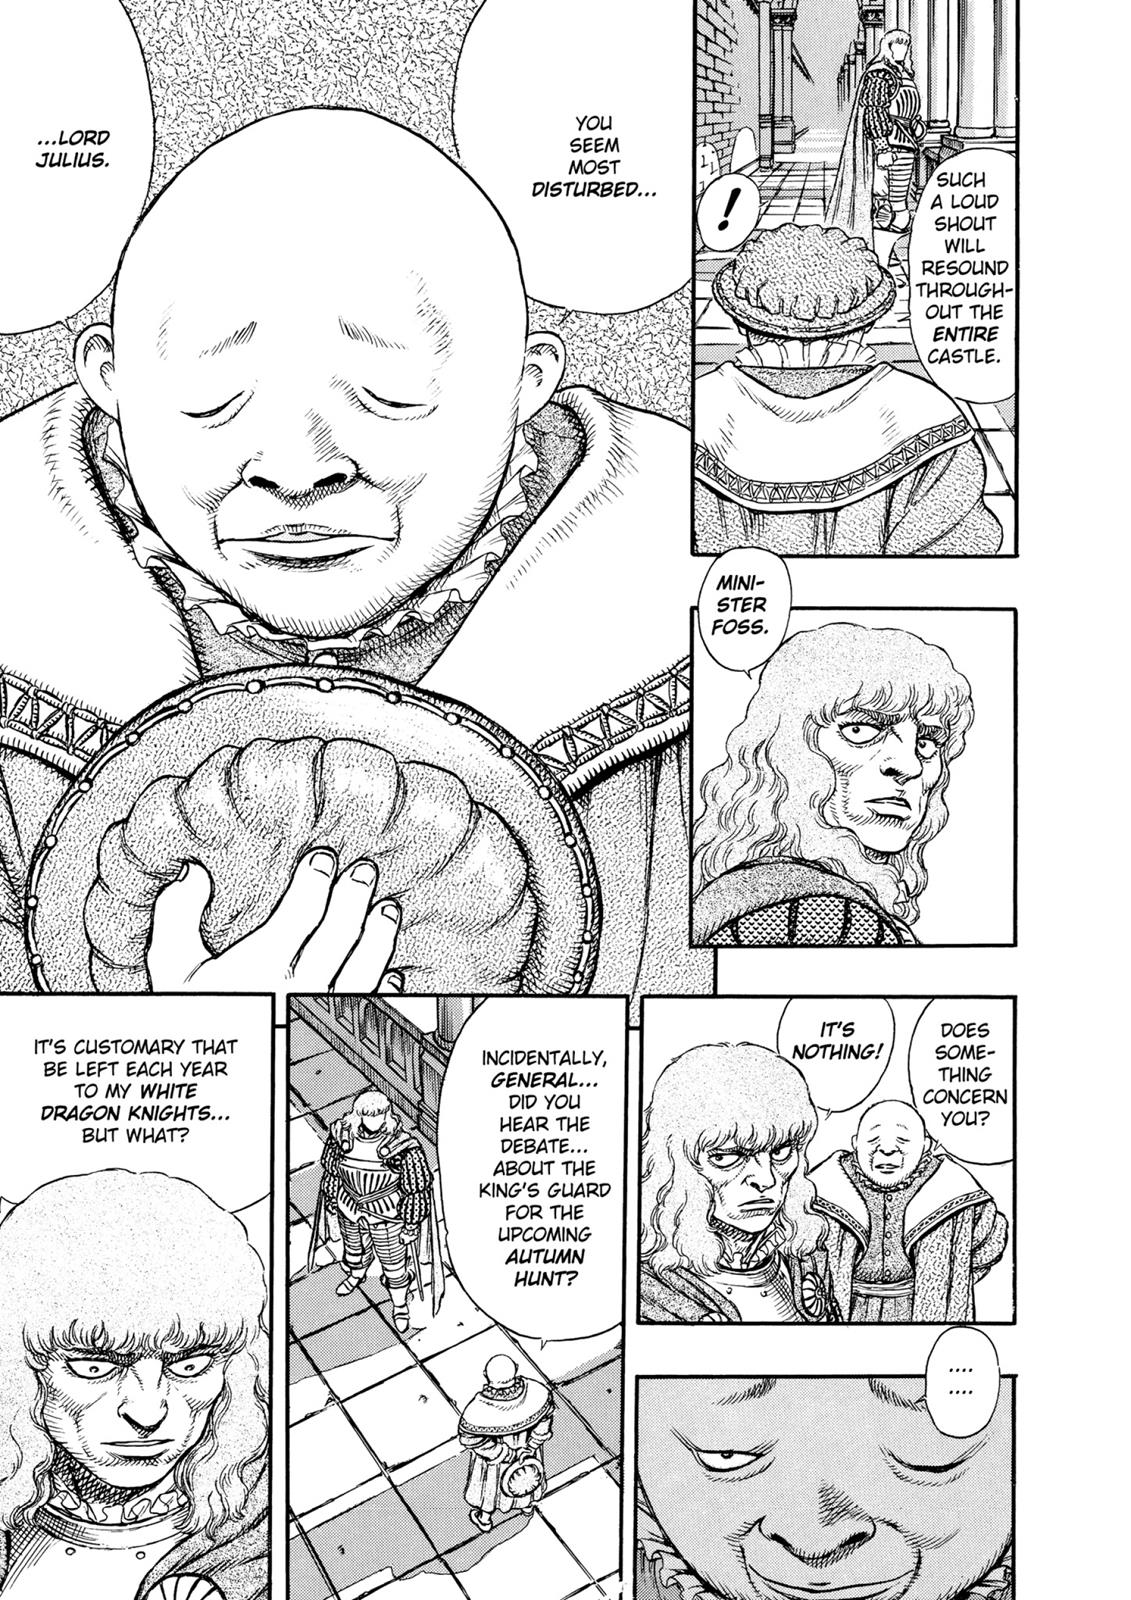 SUCH
A LOUD
SHOUT
WILL
RESOUND
THROUGH-
OUT THE
ENTIRE
CASTLE.
!
YOU
SEEM
MOST
DISTURBED...
...LORD
JULIUS.
MINI-
STER
FOSS.
DOES
SOME-
THING
CONCERN
YOU?
IT'S
NOTHING!
....
....
INCIDENTALLY,
GENERAL...
DID YOU
HEAR THE
DEBATE...
ABOUT THE
KING'S GUARD
FOR THE
UPCOMING
AUTUMN
HUNT?
IT'S CUSTOMARY THAT
BE LEFT EACH YEAR
TO MY WHITE
DRAGON KNIGHTS...
BUT WHAT?